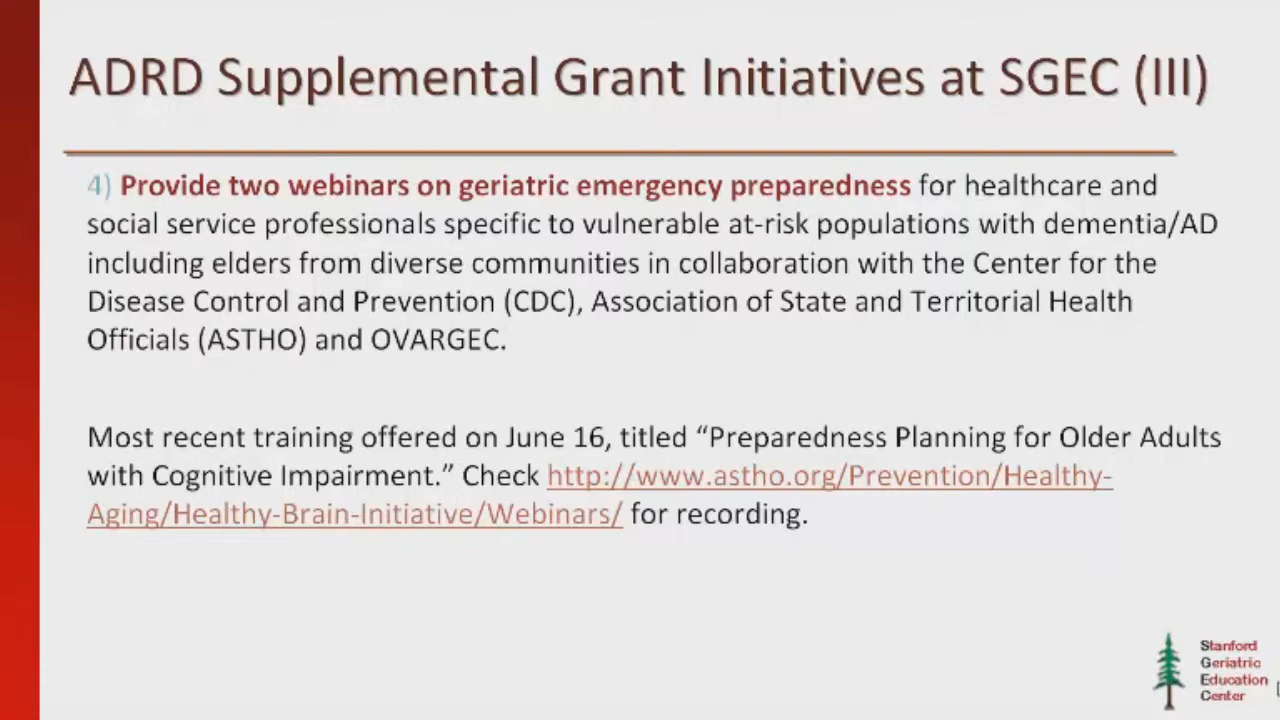 ADRD Supplemental Grant Initiatives at SGEC (III)
4) Provide two webinars on geriatric emergency preparedness for healthcare and
social service professionals specific to vulnerable at-risk populations with dementia/AD
including elders from diverse communities in collaboration with the Center for the
Disease Control and Prevention (CDC), Association of State and Territorial Health
Officials (ASTHO) and OVARGEC.
Most recent training offered on June 16, titled “Preparedness Planning for Older Adults
with Cognitive Impairment.” Check http://www.astho.org/Prevention/Healthy-
Aging/Healthy-Brain-Initiative/Webinars/ for recording.
Stanford
Geriatric
Education
Center